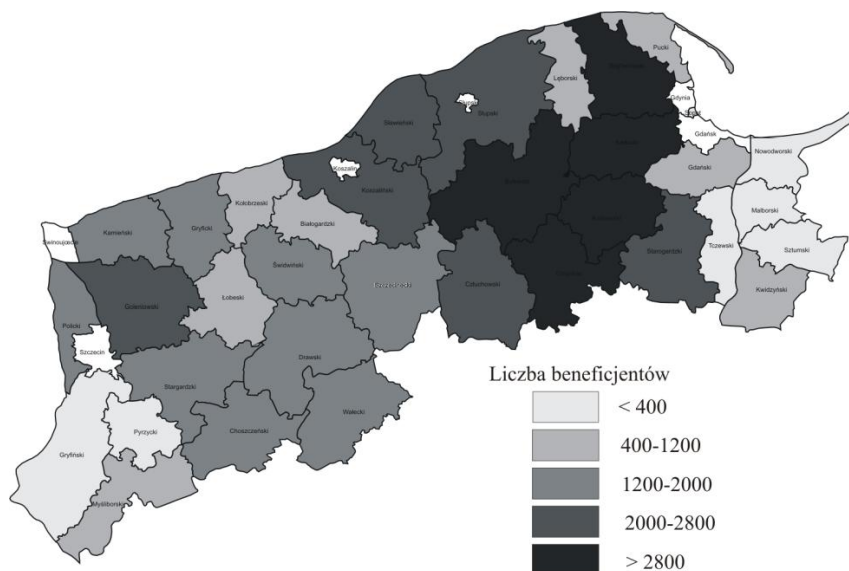 Pucki
Lęborski
Gdynia
Słupski
Sławieński
Gdańsk
Nowodworski
Koszalin
Gdański
Koszaliński
Kołobrzeski
Malborski
Białogardzki
Kamieński
Gryficki
Świnoujście
Tczewski
Starogardzki
Sztumski
Świdwiński
Szczecinecki
Człuchowski
Kwidzyński
Łobeski
Goleniowski
Policki
Szczecin
Drawski
Stargardzki
Wałecki
Choszczeński
Pyrzycki
Gryfiński
Myśliborski
Liczba beneficjentów
< 400
400-1200
1200-2000
2000-2800
> 2800